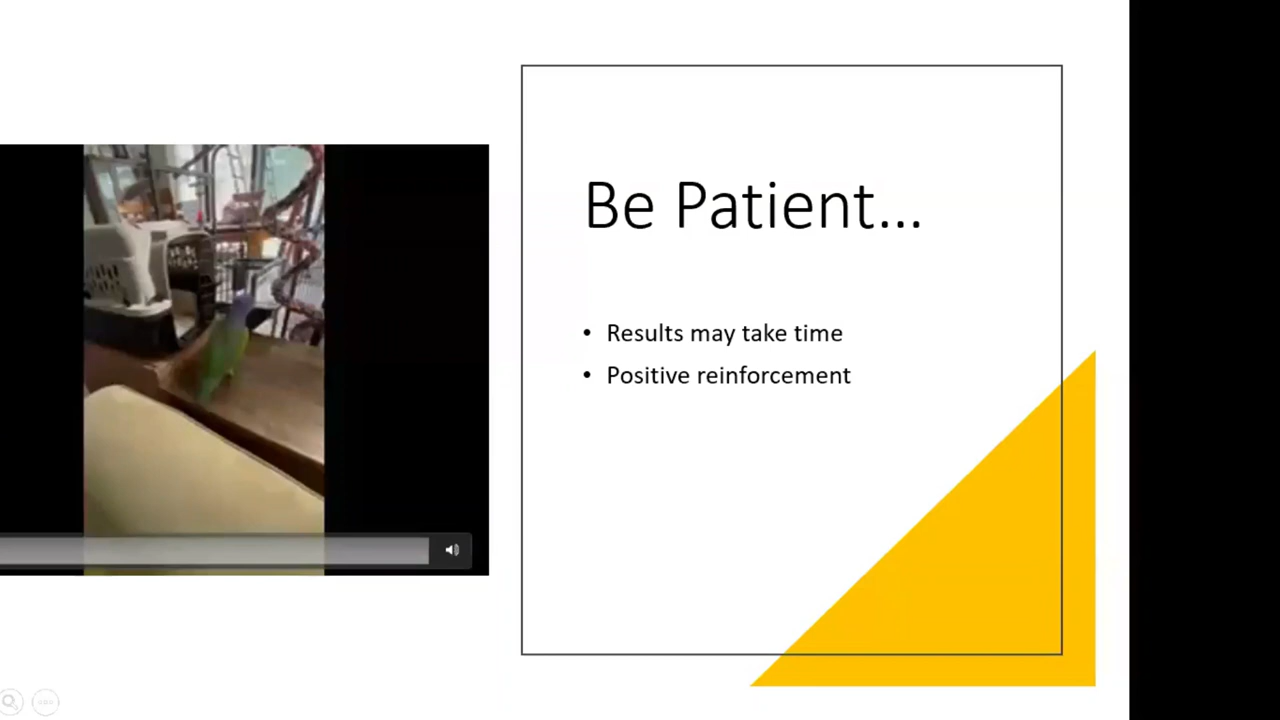 Be Patient...
• Results may take time
• Positive reinforcement